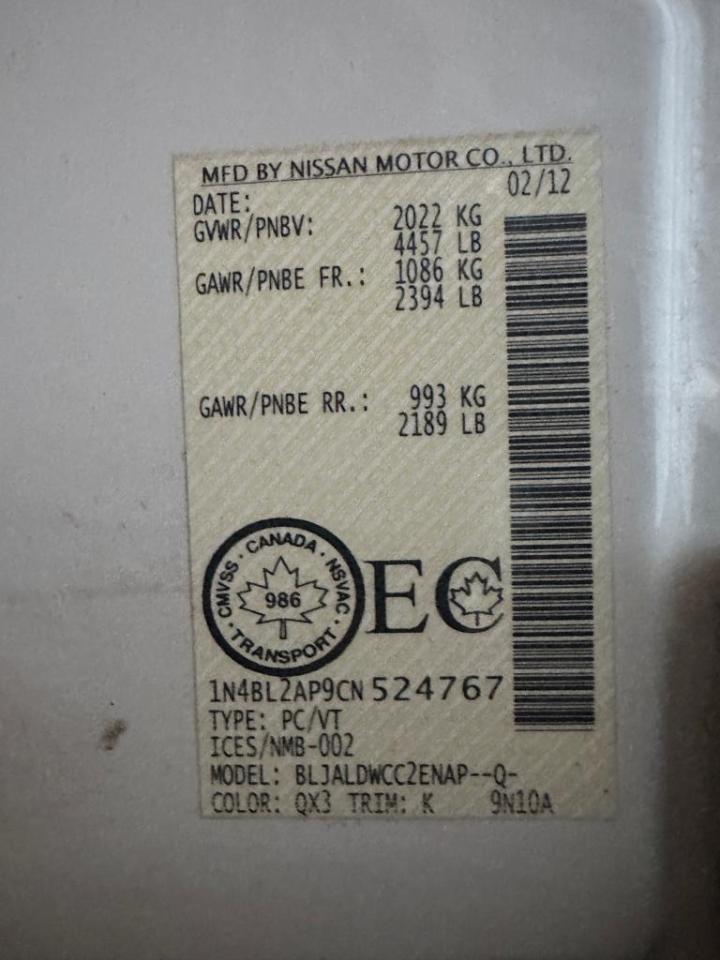 MFD BY NISSAN MOTOR CO., LTD.
DATE: 02/12
GVWR/PNBV: 2022 KG
4457 LB
GAWR/PNBE FR.: 1086 KG
2394 LB
GAWR/PNBE RR.: 993 KG
2189 LB
CMVSS · CANADA · NSVAC · TRANSPORT ·
986
EC
1N4BL2AP9CN 524767
TYPE: PC/VT
ICES/NMB-002
MODEL: BLJALDWCC2ENAP--Q-
COLOR: QX3 TRIM: K 9N10A